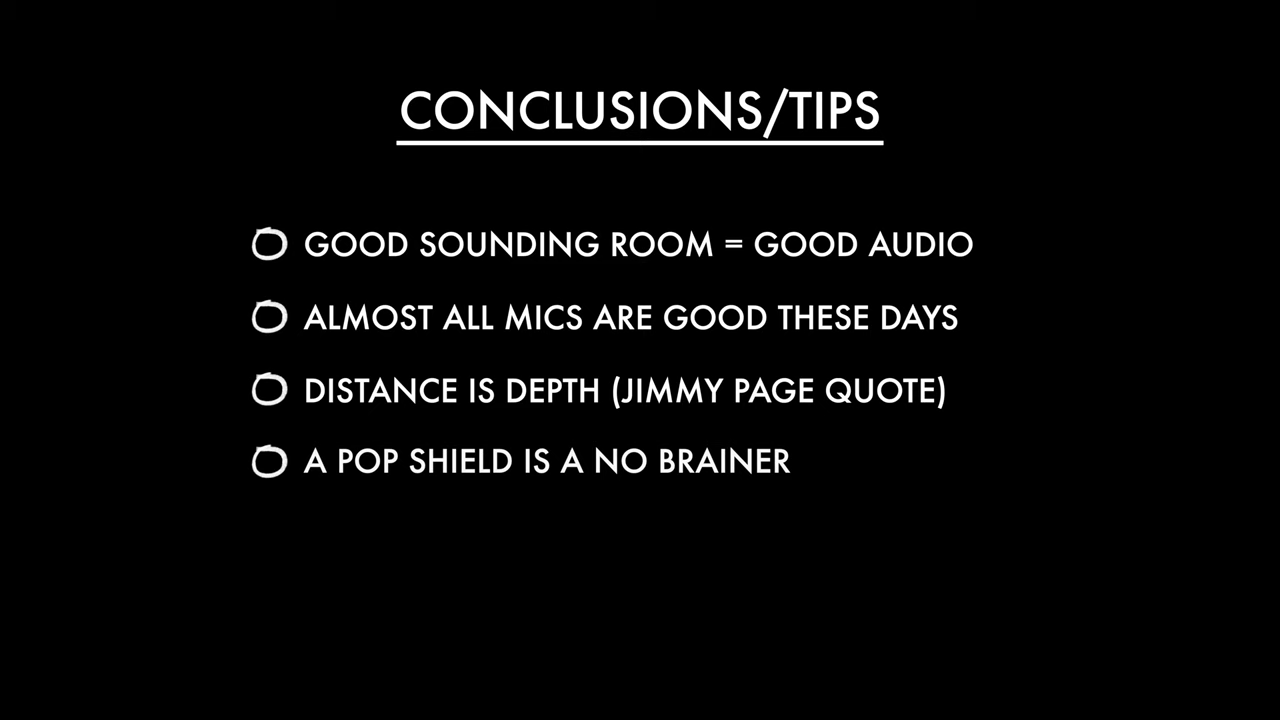 CONCLUSIONS/TIPS
GOOD SOUNDING ROOM = GOOD AUDIO
ALMOST ALL MICS ARE GOOD THESE DAYS
DISTANCE IS DEPTH (JIMMY PAGE QUOTE)
A POP SHIELD IS A NO BRAINER